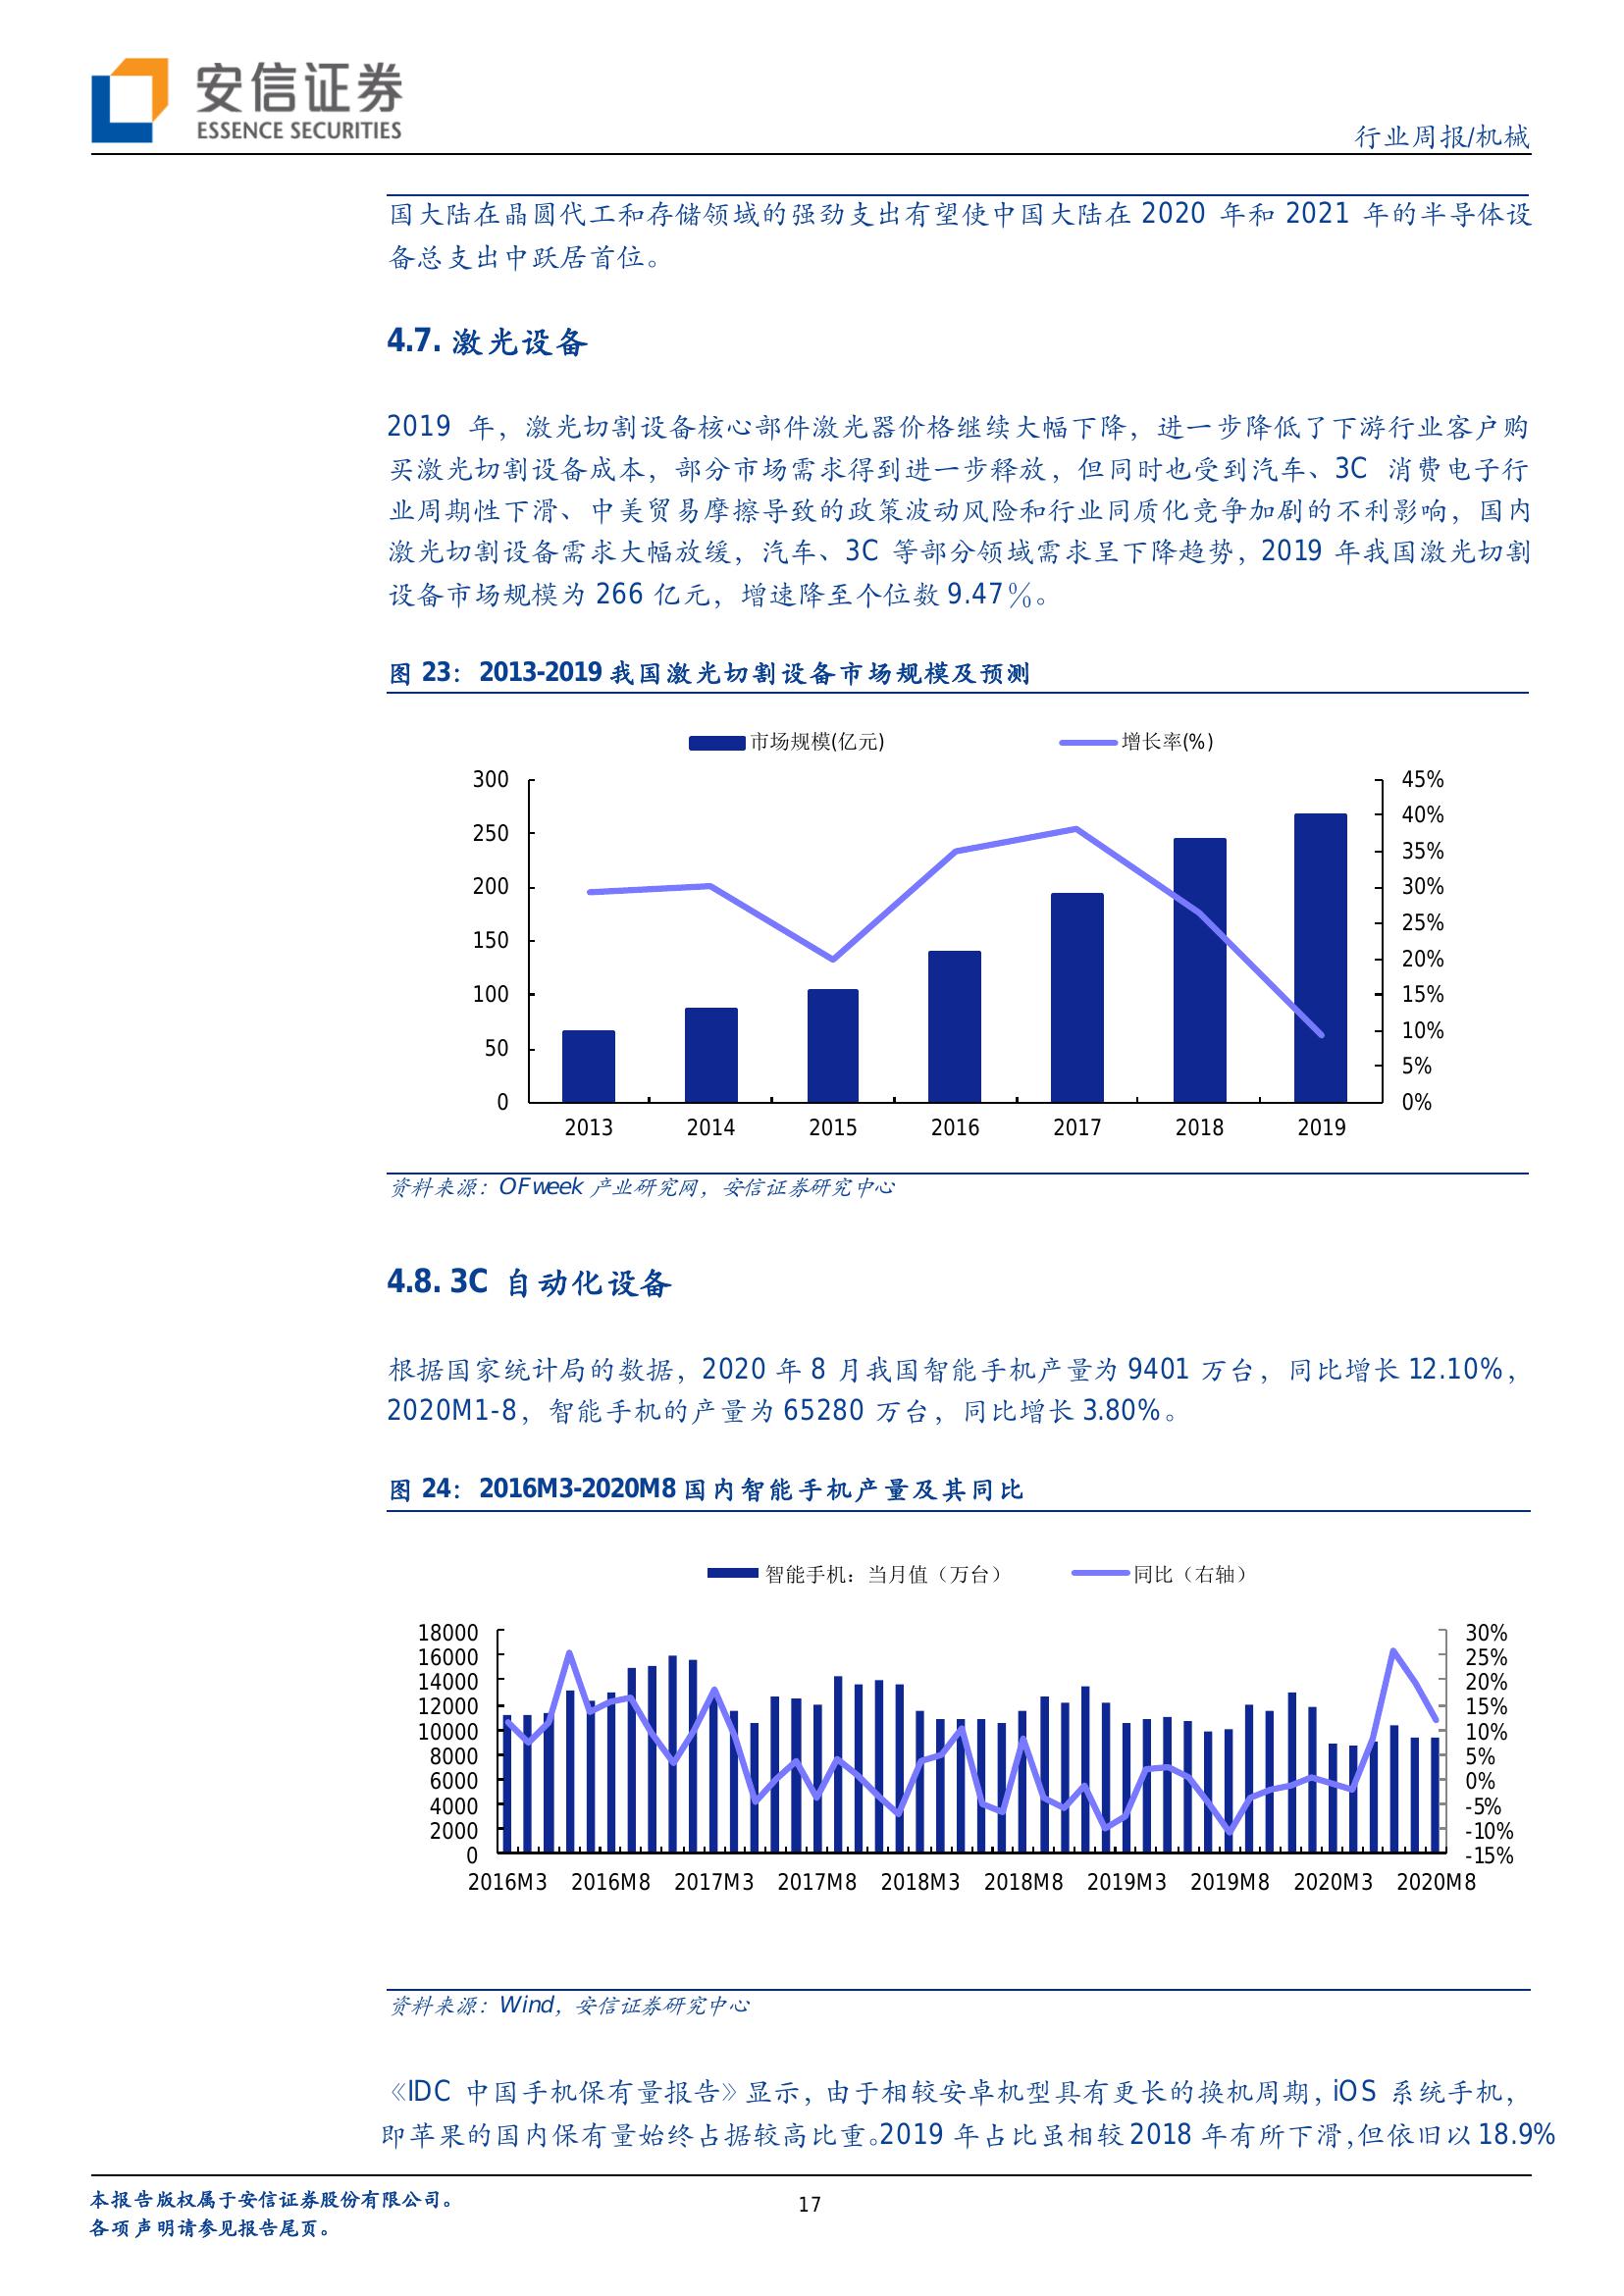 安信证券
ESSENCE SECURITIES
行业周报/机械
国大陆在晶圆代工和存储领域的强劲支出有望使中国大陆在 2020 年和 2021 年的半导体设
备总支出中跃居首位。
4.7. 激光设备
2019 年，激光切割设备核心部件激光器价格继续大幅下降，进一步降低了下游行业客户购
买激光切割设备成本，部分市场需求得到进一步释放，但同时也受到汽车、3C 消费电子行
业周期性下滑、中美贸易摩擦导致的政策波动风险和行业同质化竞争加剧的不利影响，国内
激光切割设备需求大幅放缓，汽车、3C 等部分领域需求呈下降趋势，2019 年我国激光切割
设备市场规模为 266 亿元，增速降至个位数 9.47％。
图 23：2013-2019 我国激光切割设备市场规模及预测
市场规模(亿元) 增长率(%)
300 45%
250 40%
200 35%
150 30%
100 25%
50 20%
0 15%
10%
5%
0%
2013 2014 2015 2016 2017 2018 2019
资料来源：OFweek 产业研究网，安信证券研究中心
4.8. 3C 自动化设备
根据国家统计局的数据，2020 年 8 月我国智能手机产量为 9401 万台，同比增长 12.10%，
2020M1-8，智能手机的产量为 65280 万台，同比增长 3.80%。
图 24：2016M3-2020M8 国内智能手机产量及其同比
智能手机：当月值（万台） 同比（右轴）
18000 30%
16000 25%
14000 20%
12000 15%
10000 10%
8000 5%
6000 0%
4000 -5%
2000 -10%
0 -15%
2016M3 2016M8 2017M3 2017M8 2018M3 2018M8 2019M3 2019M8 2020M3 2020M8
资料来源：Wind，安信证券研究中心
《IDC 中国手机保有量报告》显示，由于相较安卓机型具有更长的换机周期，iOS 系统手机，
即苹果的国内保有量始终占据较高比重。2019 年占比虽相较 2018 年有所下滑，但依旧以 18.9%
本报告版权属于安信证券股份有限公司。
17
各项声明请参见报告尾页。